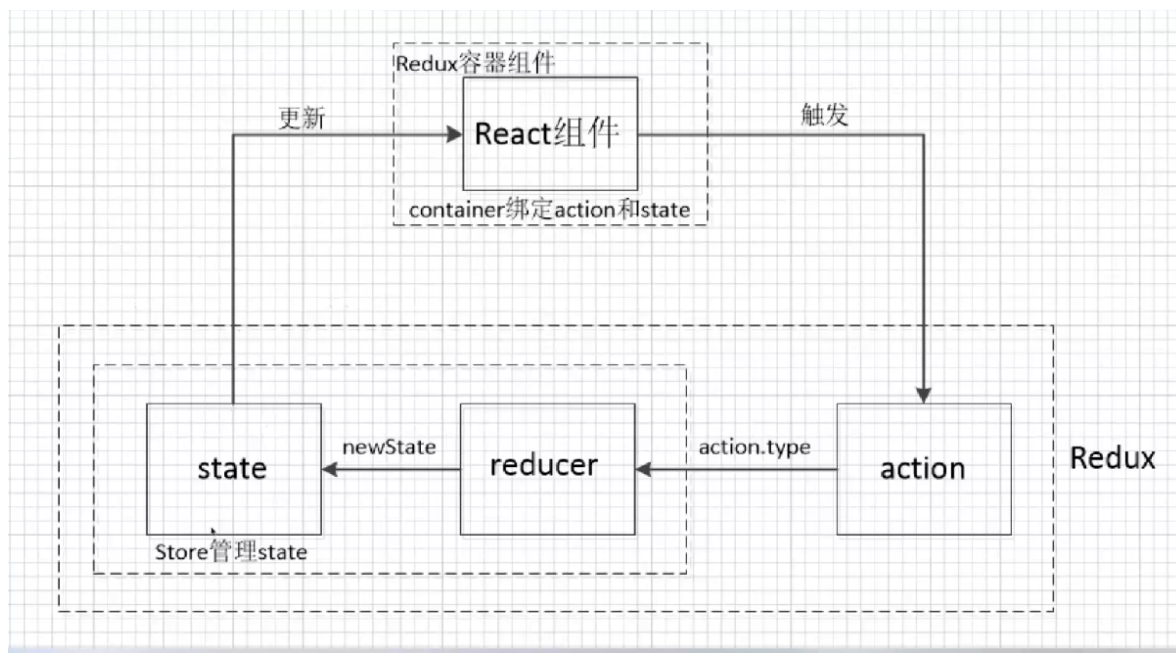 Redux容器组件
更新
React组件
触发
container绑定action和state
state
newState
reducer
action.type
action
Redux
Store管理state